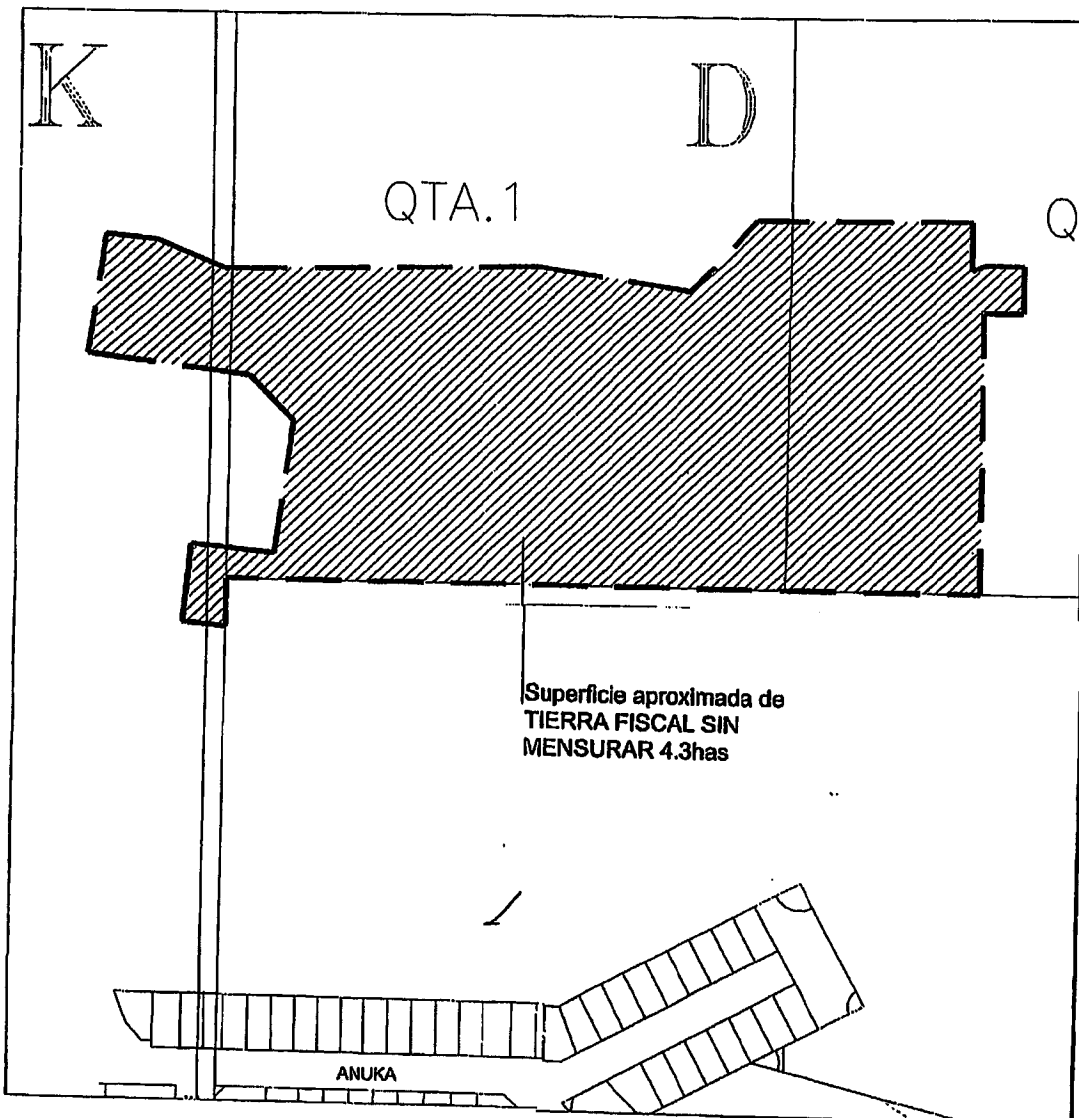 K
D
QTA.1
Q
Superficie aproximada de
TIERRA FISCAL SIN
MENSURAR 4.3has
ANUKA